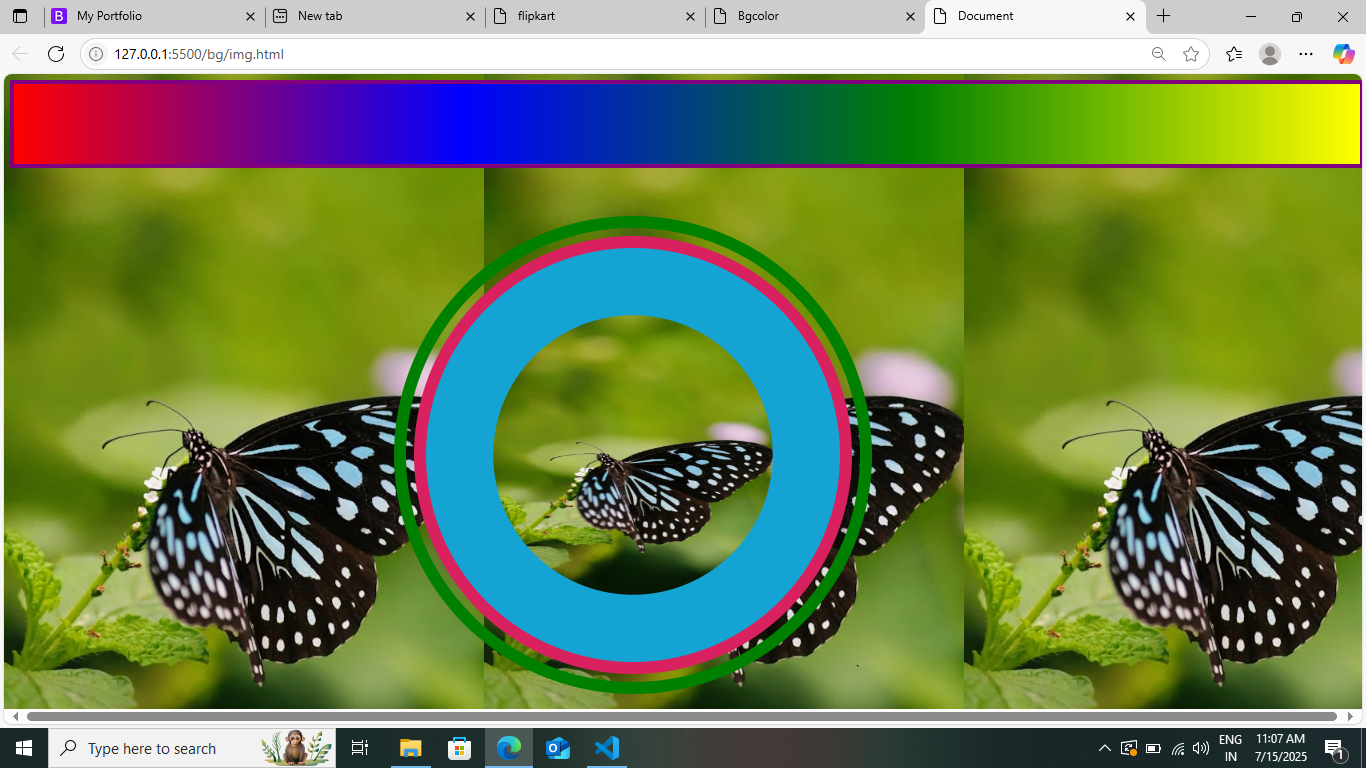 B My Portfolio
New tab
flipkart
Bgcolor
Document
127.0.0.1:5500/bg/img.html
Type here to search
ENG
IN
11:07 AM
7/15/2025
1